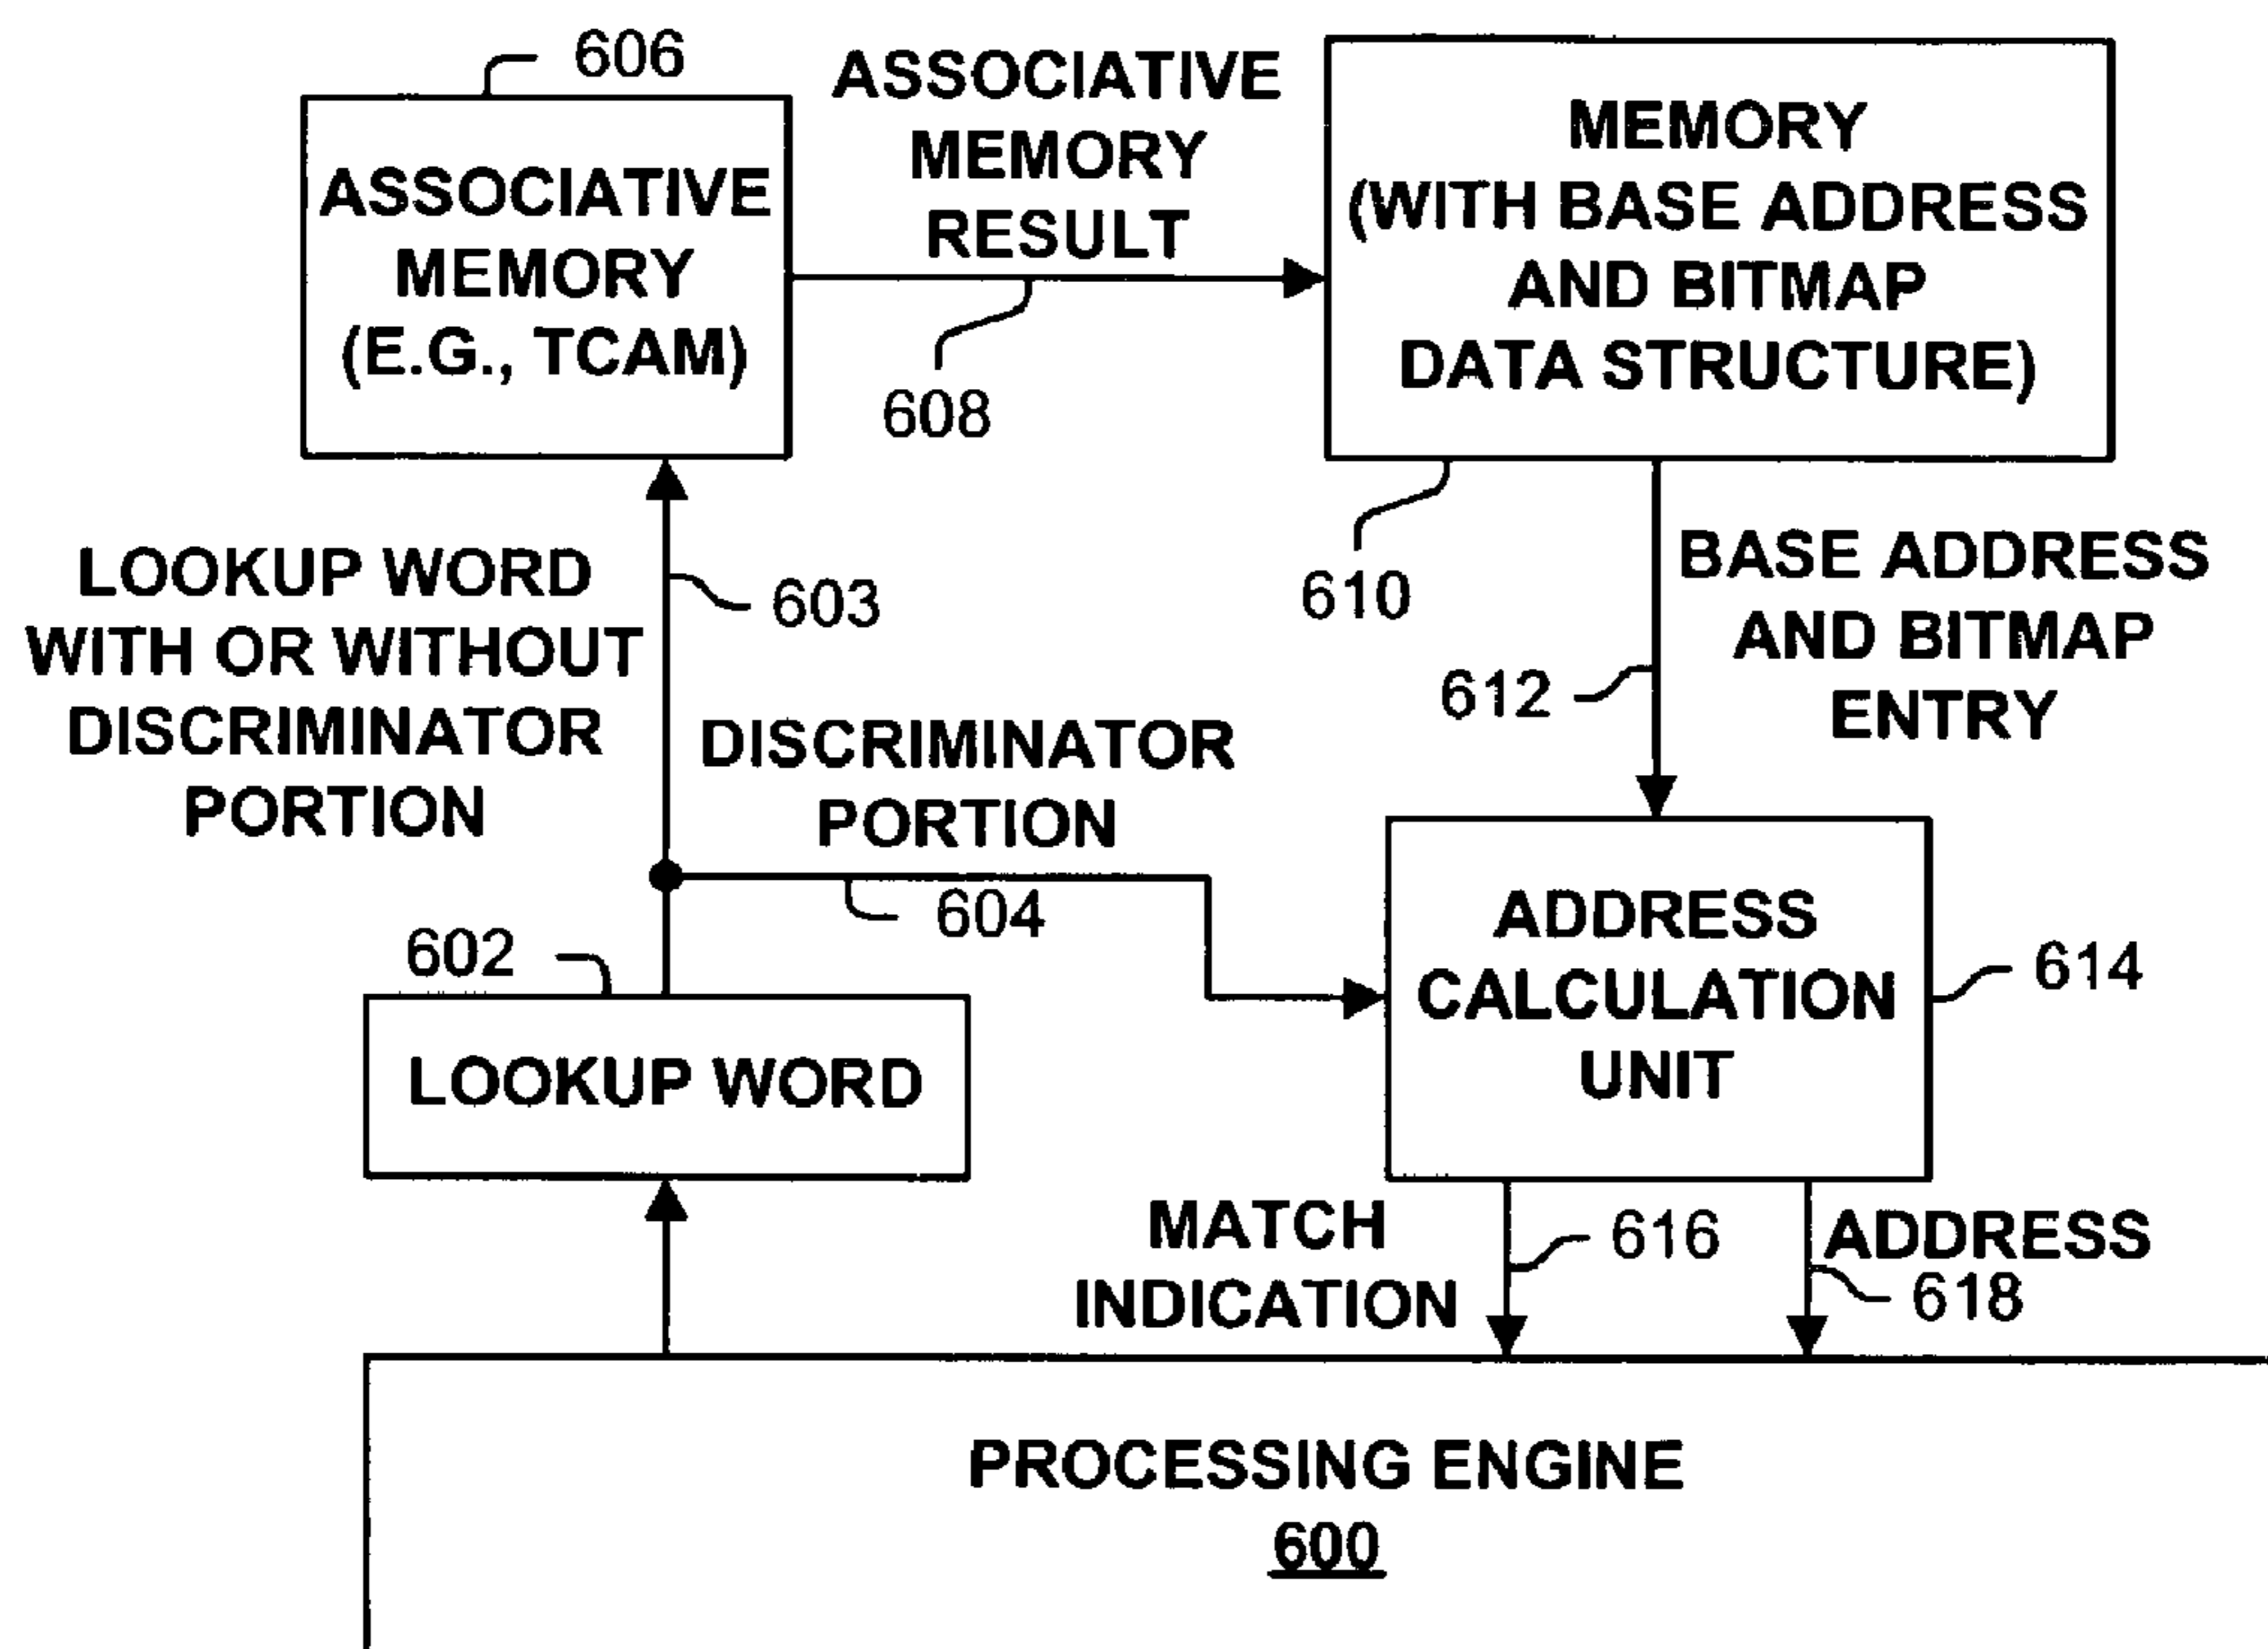 606
ASSOCIATIVE
MEMORY
(E.G., TCAM)
ASSOCIATIVE
MEMORY
RESULT
608
MEMORY
(WITH BASE ADDRESS
AND BITMAP
DATA STRUCTURE)
610
LOOKUP WORD
WITH OR WITHOUT
DISCRIMINATOR
PORTION
603
612
BASE ADDRESS
AND BITMAP
ENTRY
DISCRIMINATOR
PORTION
604
602
LOOKUP WORD
ADDRESS
CALCULATION
UNIT
614
MATCH
INDICATION
616
ADDRESS
618
PROCESSING ENGINE
600